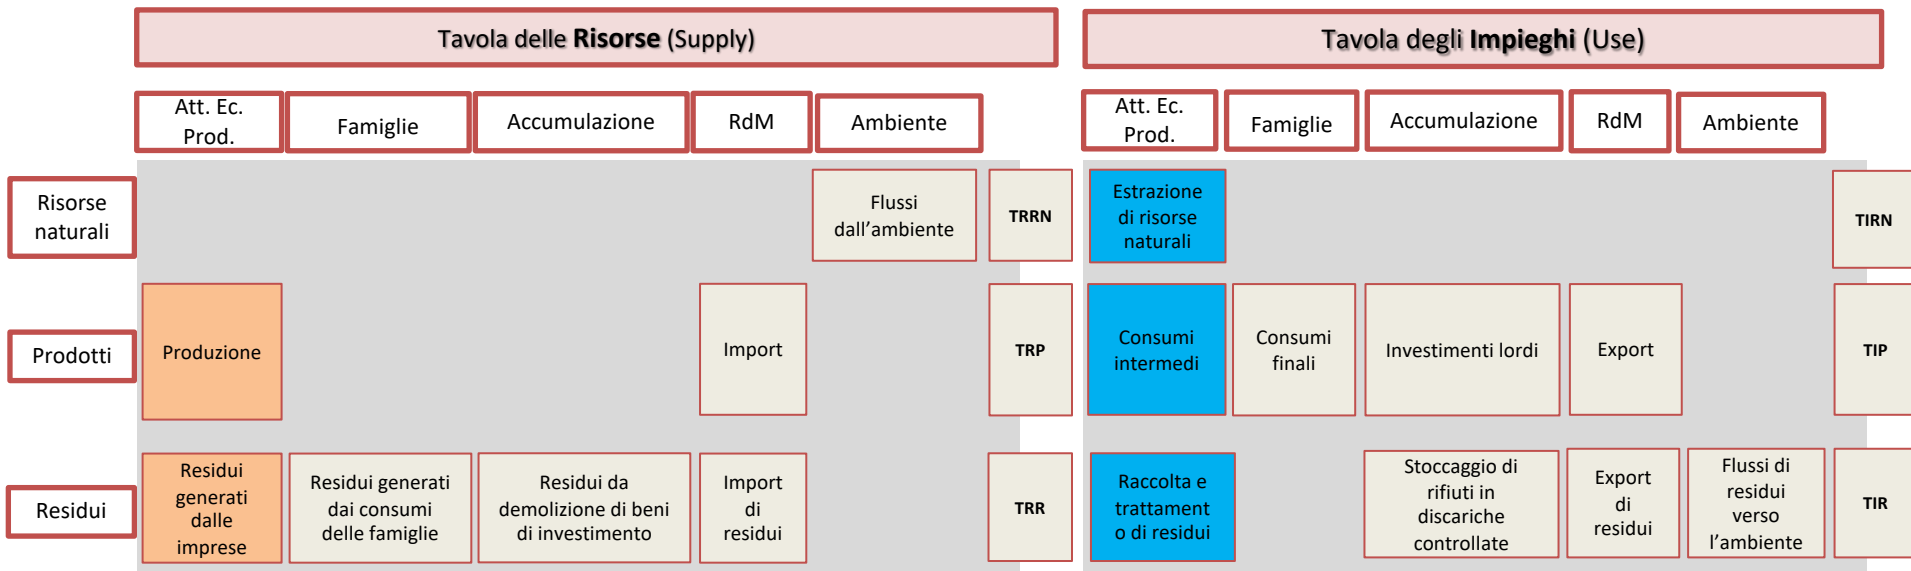 Tavola delle Risorse (Supply)
Tavola degli Impieghi (Use)
Att. Ec.
Prod.
Famiglie
Accumulazione
RdM
Ambiente
Att. Ec.
Prod.
Famiglie
Accumulazione
RdM
Ambiente
Risorse
naturali
Flussi
dall'ambiente
TRRN
Estrazione
di risorse
naturali
TIRN
Prodotti
Produzione
Import
TRP
Consumi
intermedi
Consumi
finali
Investimenti lordi
Export
TIP
Residui
Residui
generati
dalle
imprese
Residui generati
dai consumi
delle famiglie
Residui da
demolizione di beni
di investimento
Import
di
residui
TRR
Raccolta e
trattament
o di residui
Stoccaggio di
rifiuti in
discariche
controllate
Export
di
residui
Flussi di
residui
verso
l'ambiente
TIR